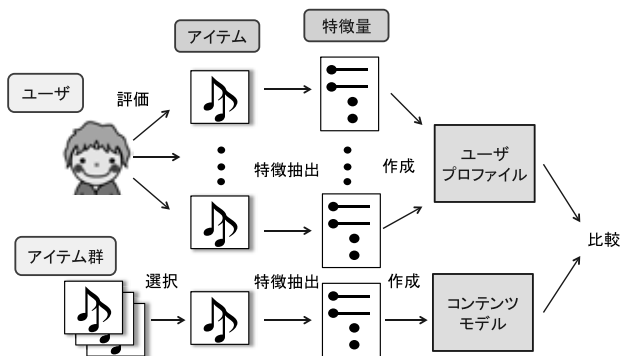 アイテム
特徴量
ユーザ
評価
特徴抽出
作成
ユーザ
プロファイル
比較
アイテム群
選択
特徴抽出
作成
コンテンツ
モデル